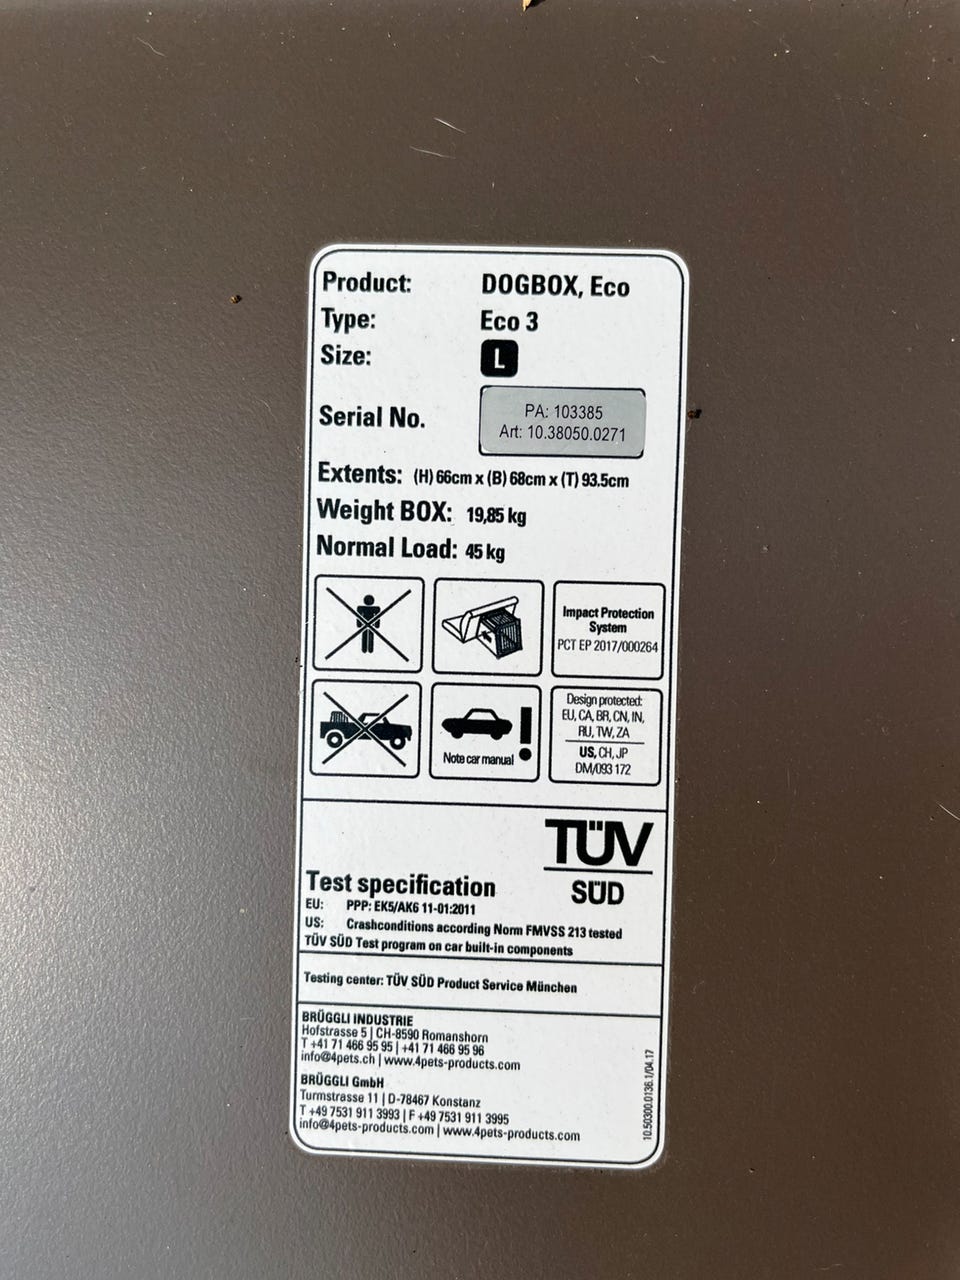 Product: DOGBOX, Eco
Type: Eco 3
Size: L
Serial No. PA: 103385
Art: 10.38050.0271
Extents: (H) 66cm x (B) 68cm x (T) 93.5cm
Weight BOX: 19,85 kg
Normal Load: 45 kg
Impact Protection
System
PCT EP 2017/000264
Note car manual !
Design protected:
EU, CA, BR, CN, IN,
RU, TW, ZA
US, CH, JP
DM/093 172
TÜV
SÜD
Test specification
EU: PPP: EK5/AK6 11-01:2011
US: Crashconditions according Norm FMVSS 213 tested
TÜV SÜD Test program on car built-in components
Testing center: TÜV SÜD Product Service München
BRÜGGLI INDUSTRIE
Hofstrasse 5 | CH-8590 Romanshorn
T +41 71 466 95 95 | +41 71 466 95 96
info@4pets.ch | www.4pets-products.com
BRÜGGLI GmbH
Turmstrasse 11 | D-78467 Konstanz
T +49 7531 911 3993 | F +49 7531 911 3995
info@4pets-products.com | www.4pets-products.com
10.50300.0136.1/04.17